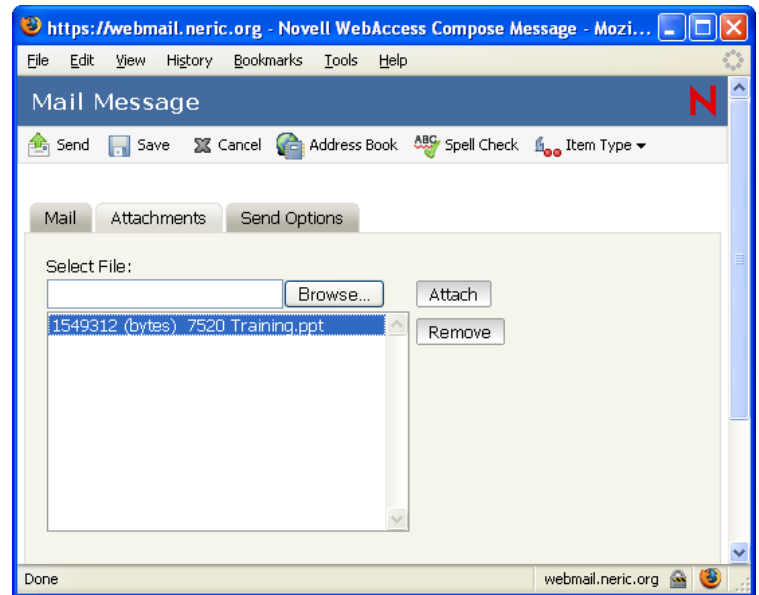 https://webmail.neric.org - Novell WebAccess Compose Message - Mozi...
File Edit View History Bookmarks Tools Help
Mail Message N
Send Save Cancel Address Book ABC Spell Check Item Type
Mail Attachments Send Options
Select File:
Browse... Attach
1549312 (bytes) 7520 Training.ppt
Remove
Done webmail.neric.org